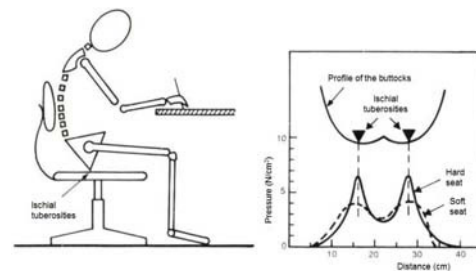 Ischial
tuberosities
Profile of the buttocks
Ischial
tuberosities
Hard
seat
Soft
seat
Pressure (N/cm²)
10
5
0
0 10 20 30 40
Distance (cm)